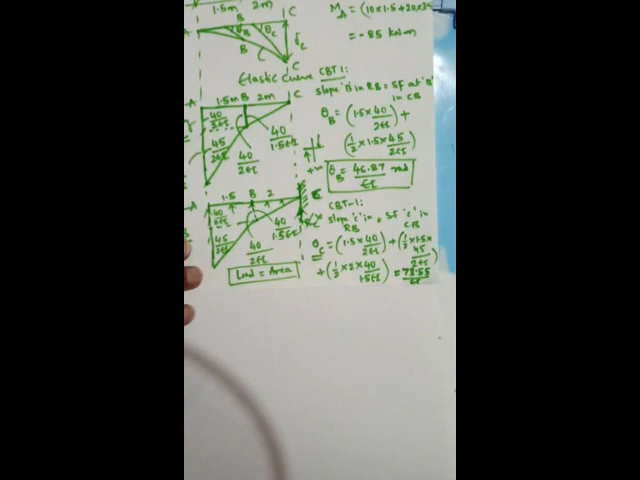 1.5m 2m
M_A = (10×1.5+20×3.5
= -85 kN.m
B C
A θ_B θ_C
B δ_C
C
Elastic Curve CBT1:
slope 'B' in RB = SF at 'B' in CB
A 1.5m B 2m C
40/2EI
45/2EI
40/2EI
40/1.5EI
θ_B = (1.5×40/2EI) +
(1/2×1.5×45/2EI)
θ_B = 46.87/EI rad
A 1.5 B 2 C
40/2EI
45/2EI
40/2EI
40/1.5EI
Load = Area
CBT-1:
slope 'c' in RB = SF 'c' in CB
θ_C = (1.5×40/2EI) + (1/2×1.5×45/2EI)
+ (1/2×2×40/1.5EI) = 73.55/EI